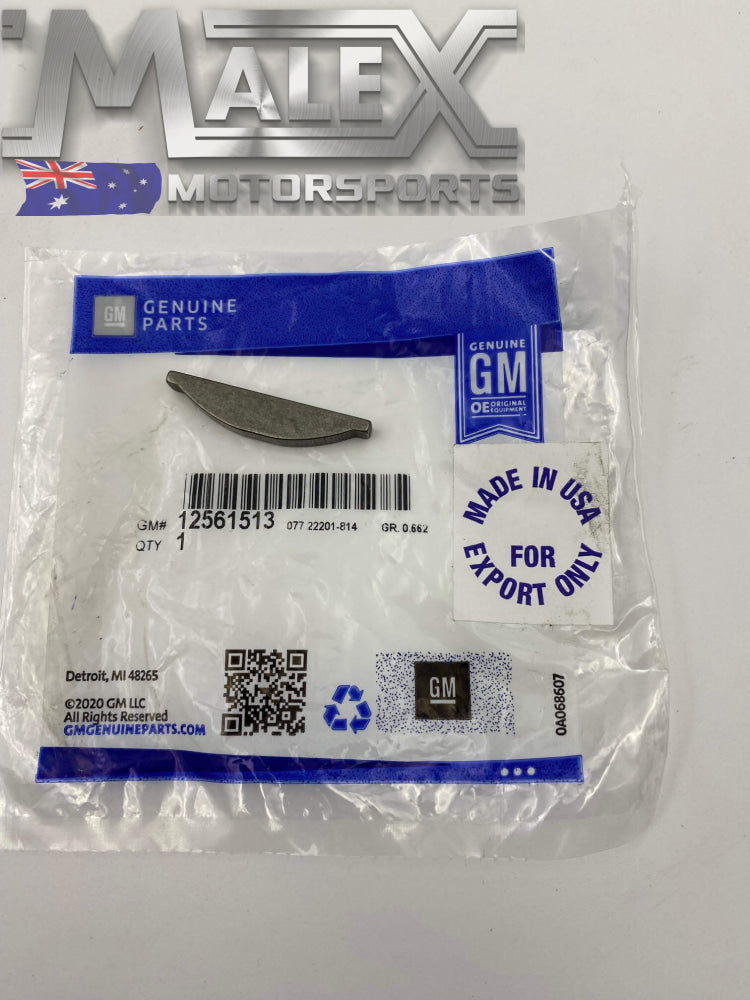 MALEX
MOTORSPORTS
GM
GENUINE
PARTS
GENUINE
GM
OE ORIGINAL
EQUIPMENT
MADE IN USA
FOR
EXPORT ONLY
GM# 12561513 077 22201-814 GR. 0.662
QTY 1
Detroit, MI 48265
©2020 GM LLC
All Rights Reserved
GMGENUINEPARTS.COM
GM
0A068607